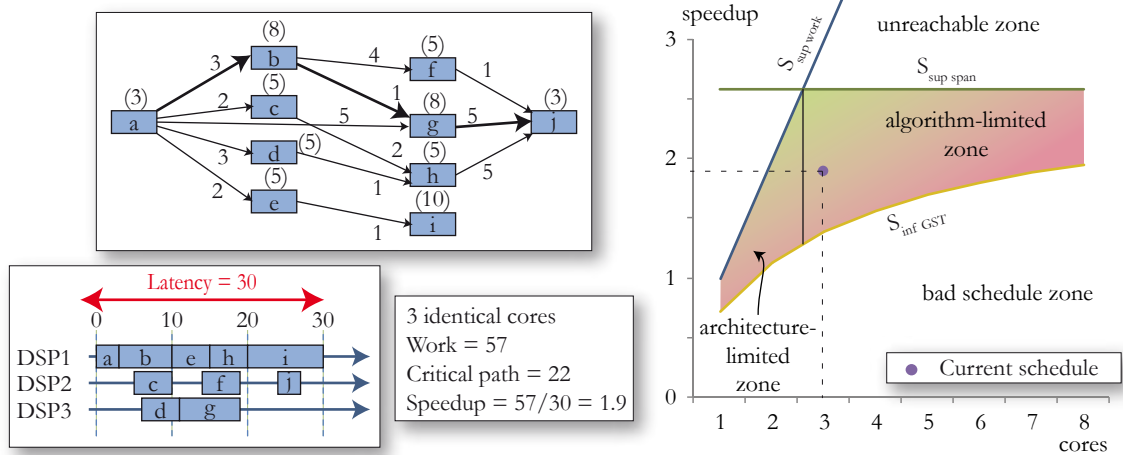 (8)
b
4
(5)
f
3
1
(5)
c
1
(8)
g
(3)
a
2
5
5
(3)
j
3
d
(5)
2
(5)
h
1
5
2
(5)
e
(10)
i
1
Latency = 30
0 10 20 30
DSP1 a b e h i
DSP2 c f j
DSP3 d g
3 identical cores
Work = 57
Critical path = 22
Speedup = 57/30 = 1.9
speedup
unreachable zone
3
S sup work
S sup span
algorithm-limited
zone
2
S inf GST
1
bad schedule zone
architecture-
limited
zone
Current schedule
0
1 2 3 4 5 6 7 8
cores